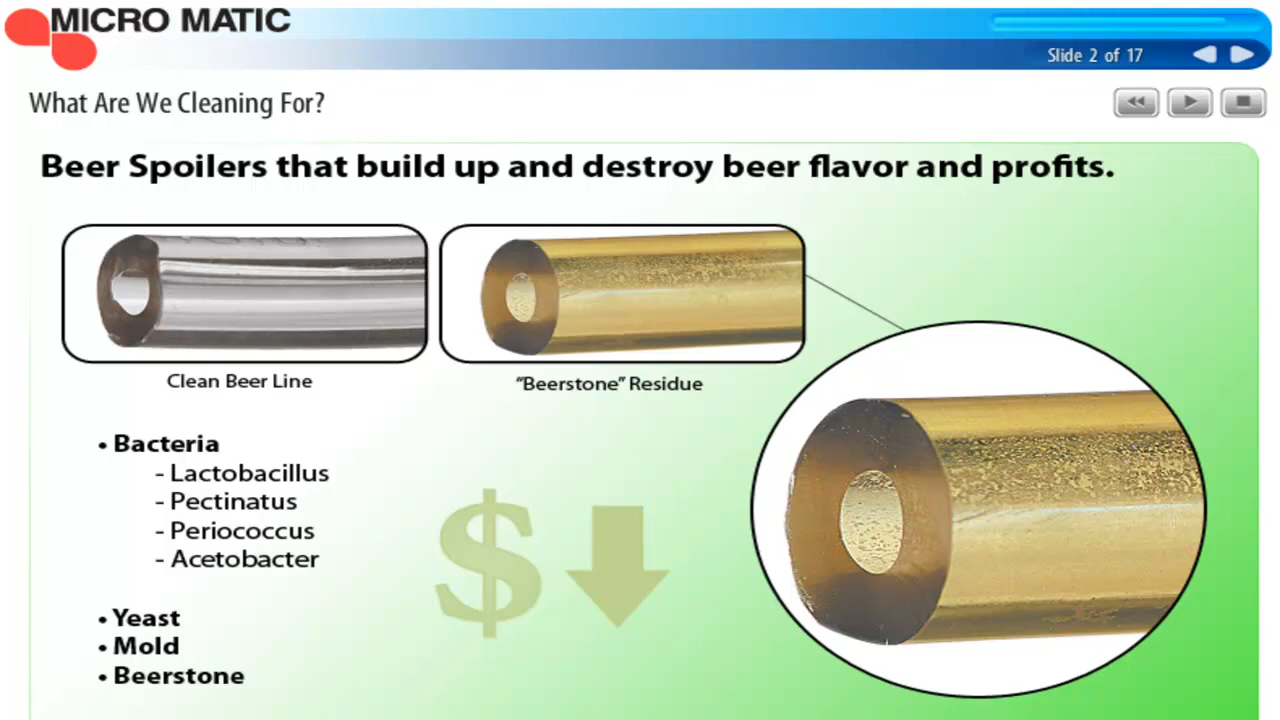 MICRO MATIC
Slide 2 of 17
What Are We Cleaning For?
Beer Spoilers that build up and destroy beer flavor and profits.
Clean Beer Line
“Beerstone” Residue
• Bacteria
- Lactobacillus
- Pectinatus
- Periococcus
- Acetobacter
$
• Yeast
• Mold
• Beerstone